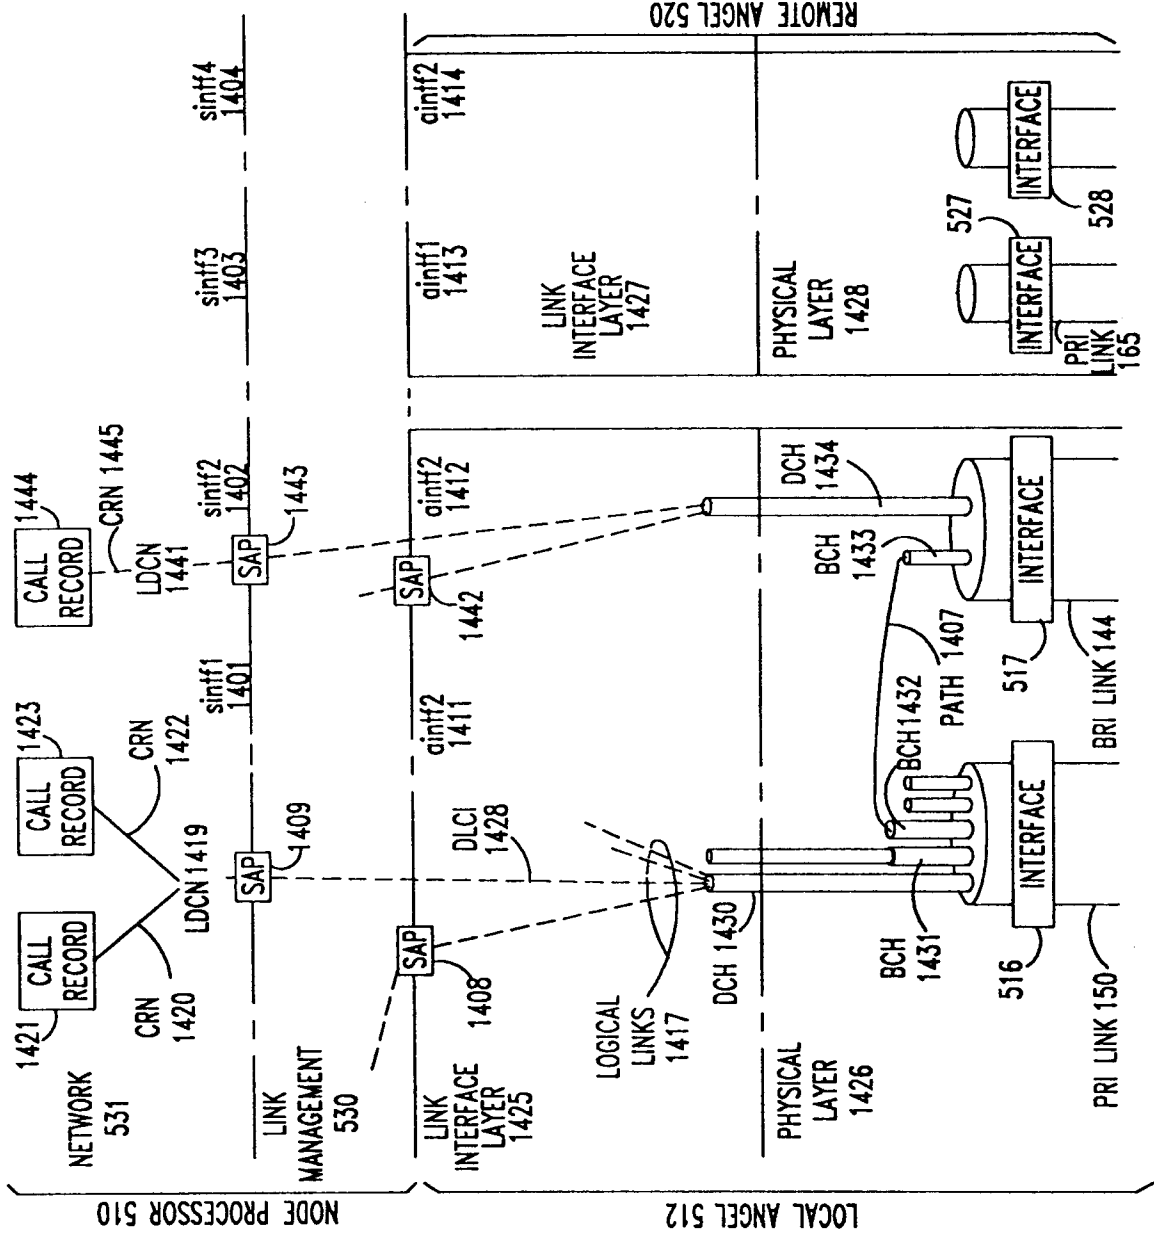 REMOTE ANGEL 520
sintf4
1404
aintf2
1414
INTERFACE
528
sintf3
1403
aintf1
1413
LINK
INTERFACE
LAYER
1427
PHYSICAL
LAYER
1428
527
INTERFACE
PRI
LINK
165
1444
CALL
RECORD
CRN 1445
LDCN
1441
sintf2
1402
SAP
1443
aintf2
1412
SAP
1442
DCH
1434
BCH
1433
INTERFACE
517
BRI LINK 144
PATH 1407
sintf1
1401
aintf2
1411
1423
CALL
RECORD
CRN
1422
LDCN 1419
SAP
1409
DLCI
1428
BCH 1432
INTERFACE
516
PRI LINK 150
CALL
RECORD
1421
CRN
1420
SAP
1408
LOGICAL
LINKS
1417
DCH 1430
BCH
1431
NETWORK
531
LINK
MANAGEMENT
530
LINK
INTERFACE
LAYER
1425
PHYSICAL
LAYER
1426
NODE PROCESSOR 510
LOCAL ANGEL 512